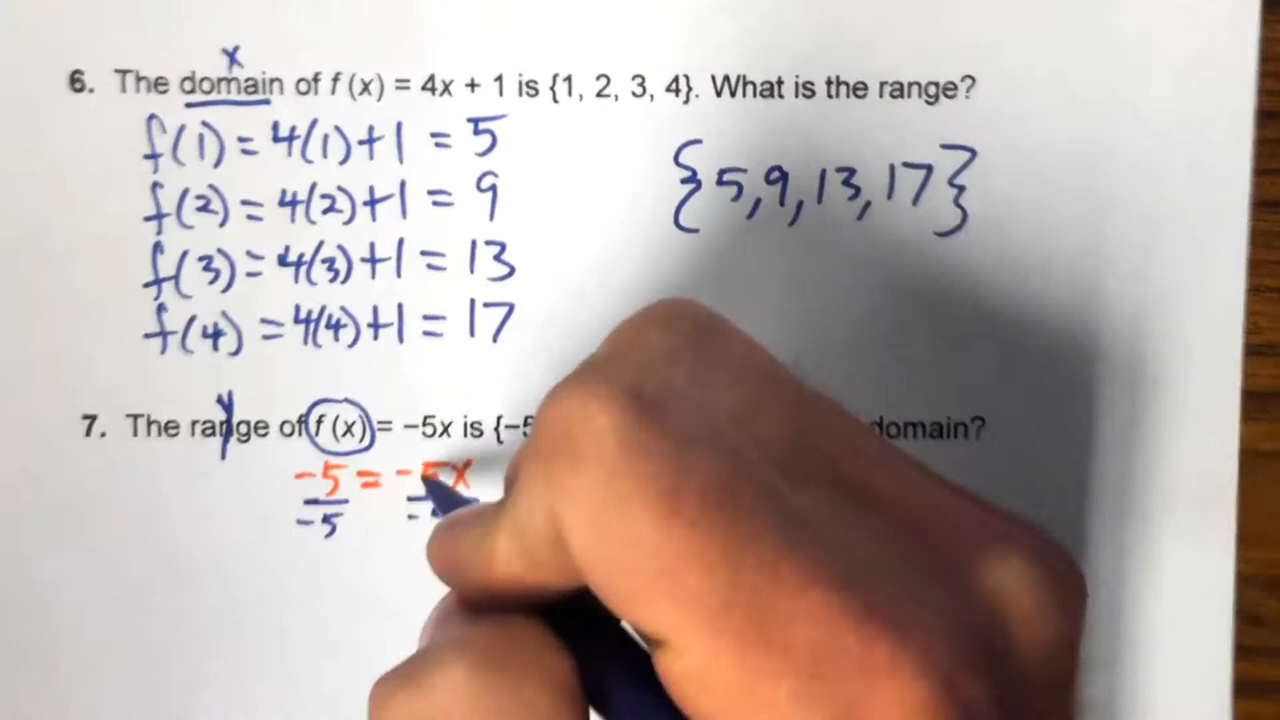 x
6. The domain of f (x) = 4x + 1 is {1, 2, 3, 4}. What is the range?
f(1) = 4(1)+1 = 5
{5,9,13,17}
f(2) = 4(2)+1 = 9
f(3) = 4(3)+1 = 13
f(4) = 4(4)+1 = 17
y
7. The range of f (x) = −5x is {−5 domain?
-5 = -5x
-5